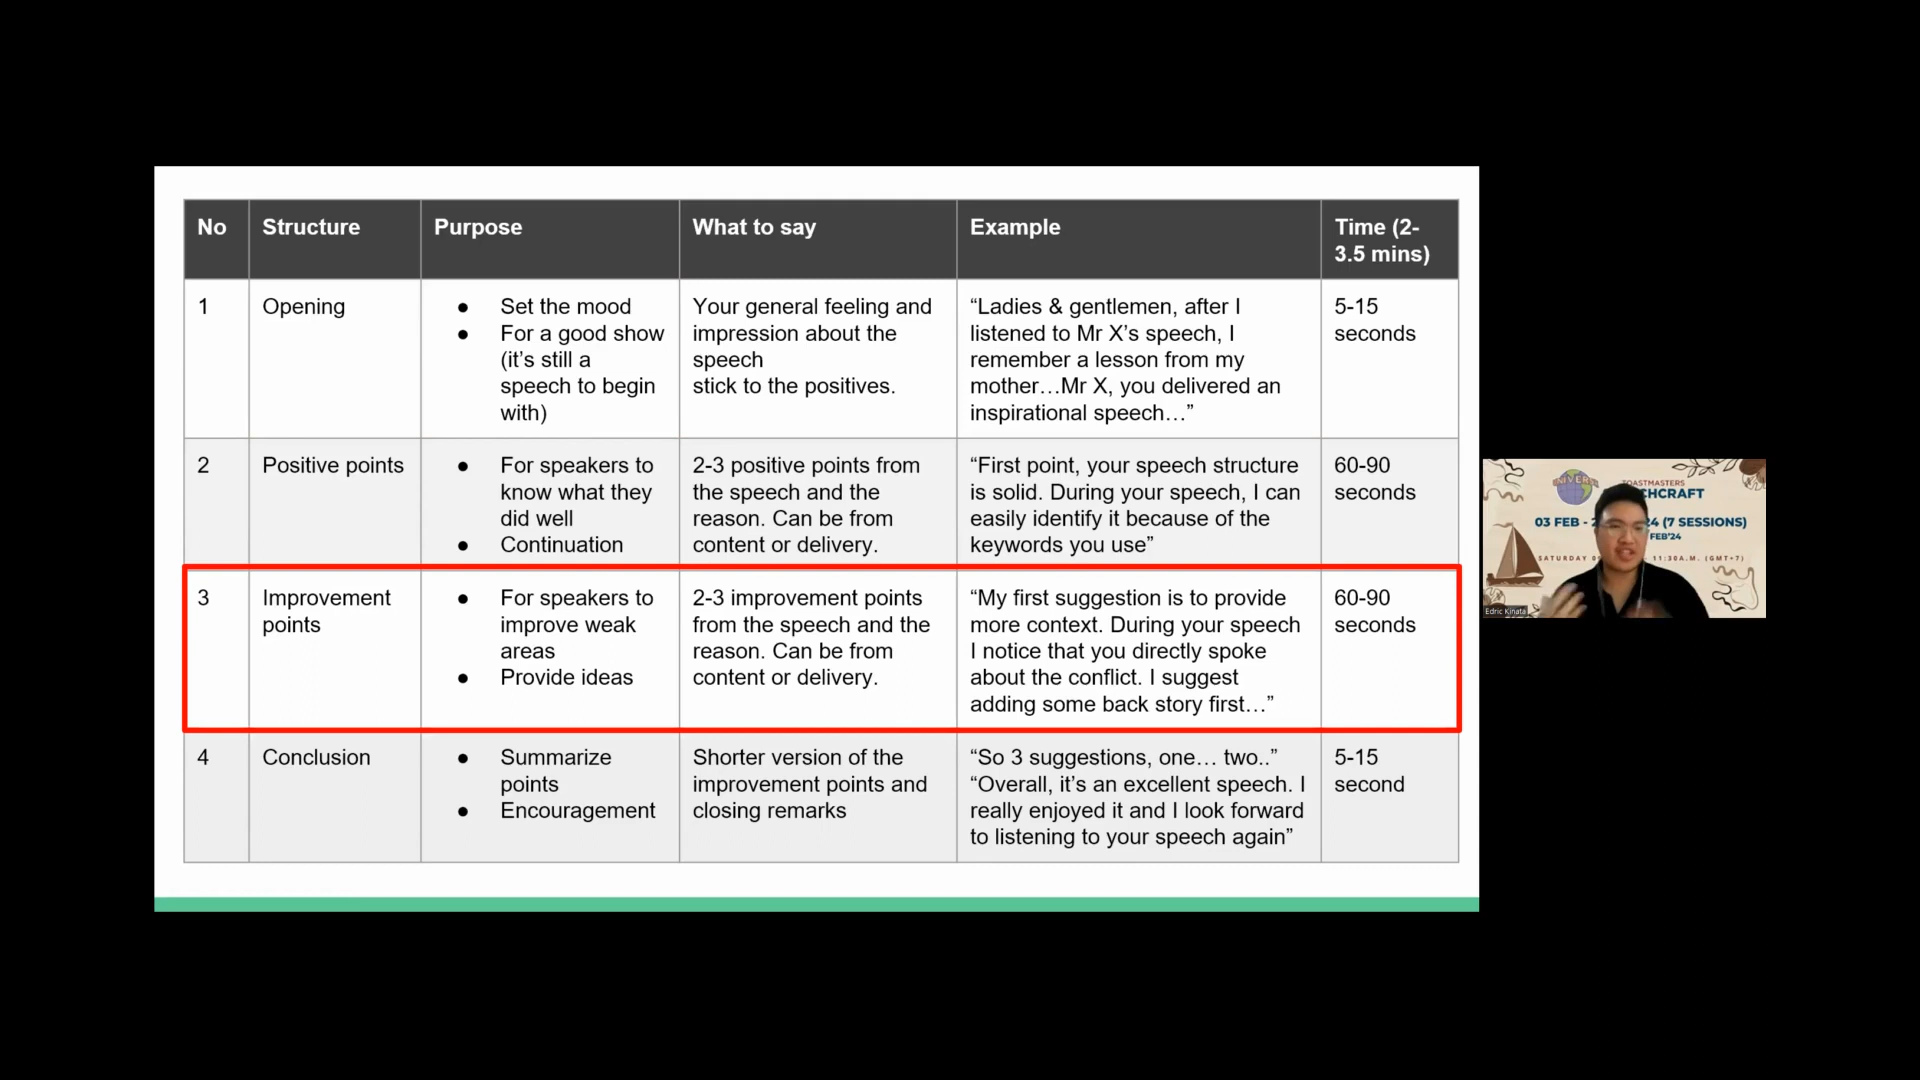 No
Structure
Purpose
What to say
Example
Time (2-
3.5 mins)
1
Opening
● Set the mood
● For a good show
(it’s still a
speech to begin
with)
Your general feeling and
impression about the
speech
stick to the positives.
“Ladies & gentlemen, after I
listened to Mr X’s speech, I
remember a lesson from my
mother…Mr X, you delivered an
inspirational speech…”
5-15
seconds
2
Positive points
● For speakers to
know what they
did well
● Continuation
2-3 positive points from
the speech and the
reason. Can be from
content or delivery.
“First point, your speech structure
is solid. During your speech, I can
easily identify it because of the
keywords you use”
60-90
seconds
3
Improvement
points
● For speakers to
improve weak
areas
● Provide ideas
2-3 improvement points
from the speech and the
reason. Can be from
content or delivery.
“My first suggestion is to provide
more context. During your speech
I notice that you directly spoke
about the conflict. I suggest
adding some back story first…”
60-90
seconds
4
Conclusion
● Summarize
points
● Encouragement
Shorter version of the
improvement points and
closing remarks
“So 3 suggestions, one… two..”
“Overall, it’s an excellent speech. I
really enjoyed it and I look forward
to listening to your speech again”
5-15
second
TOASTMASTERS
CHCRAFT
03 FEB - 24 (7 SESSIONS)
FEB'24
SATURDAY 11:30A.M. (GMT+7)
Edric Kinata